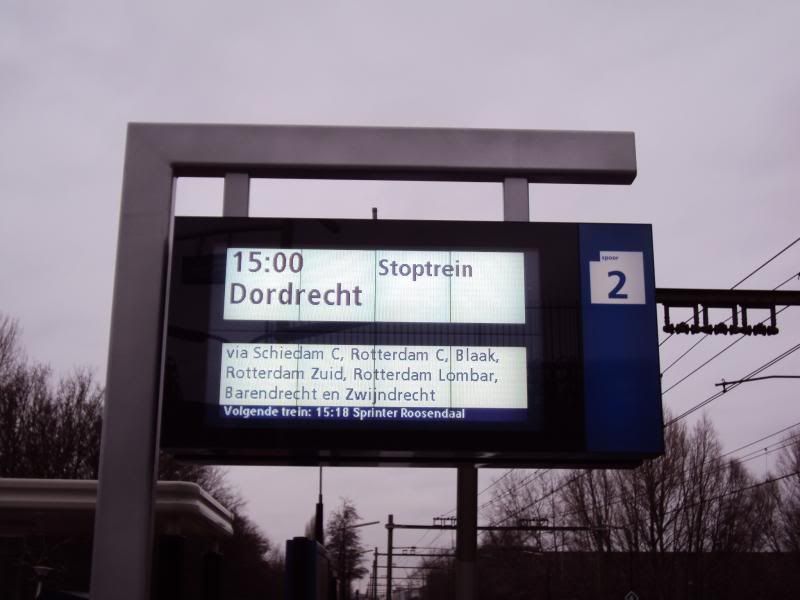 15:00 Stoptrein
Dordrecht
spoor
2
via Schiedam C, Rotterdam C, Blaak,
Rotterdam Zuid, Rotterdam Lombar,
Barendrecht en Zwijndrecht
Volgende trein: 15:18 Sprinter Roosendaal